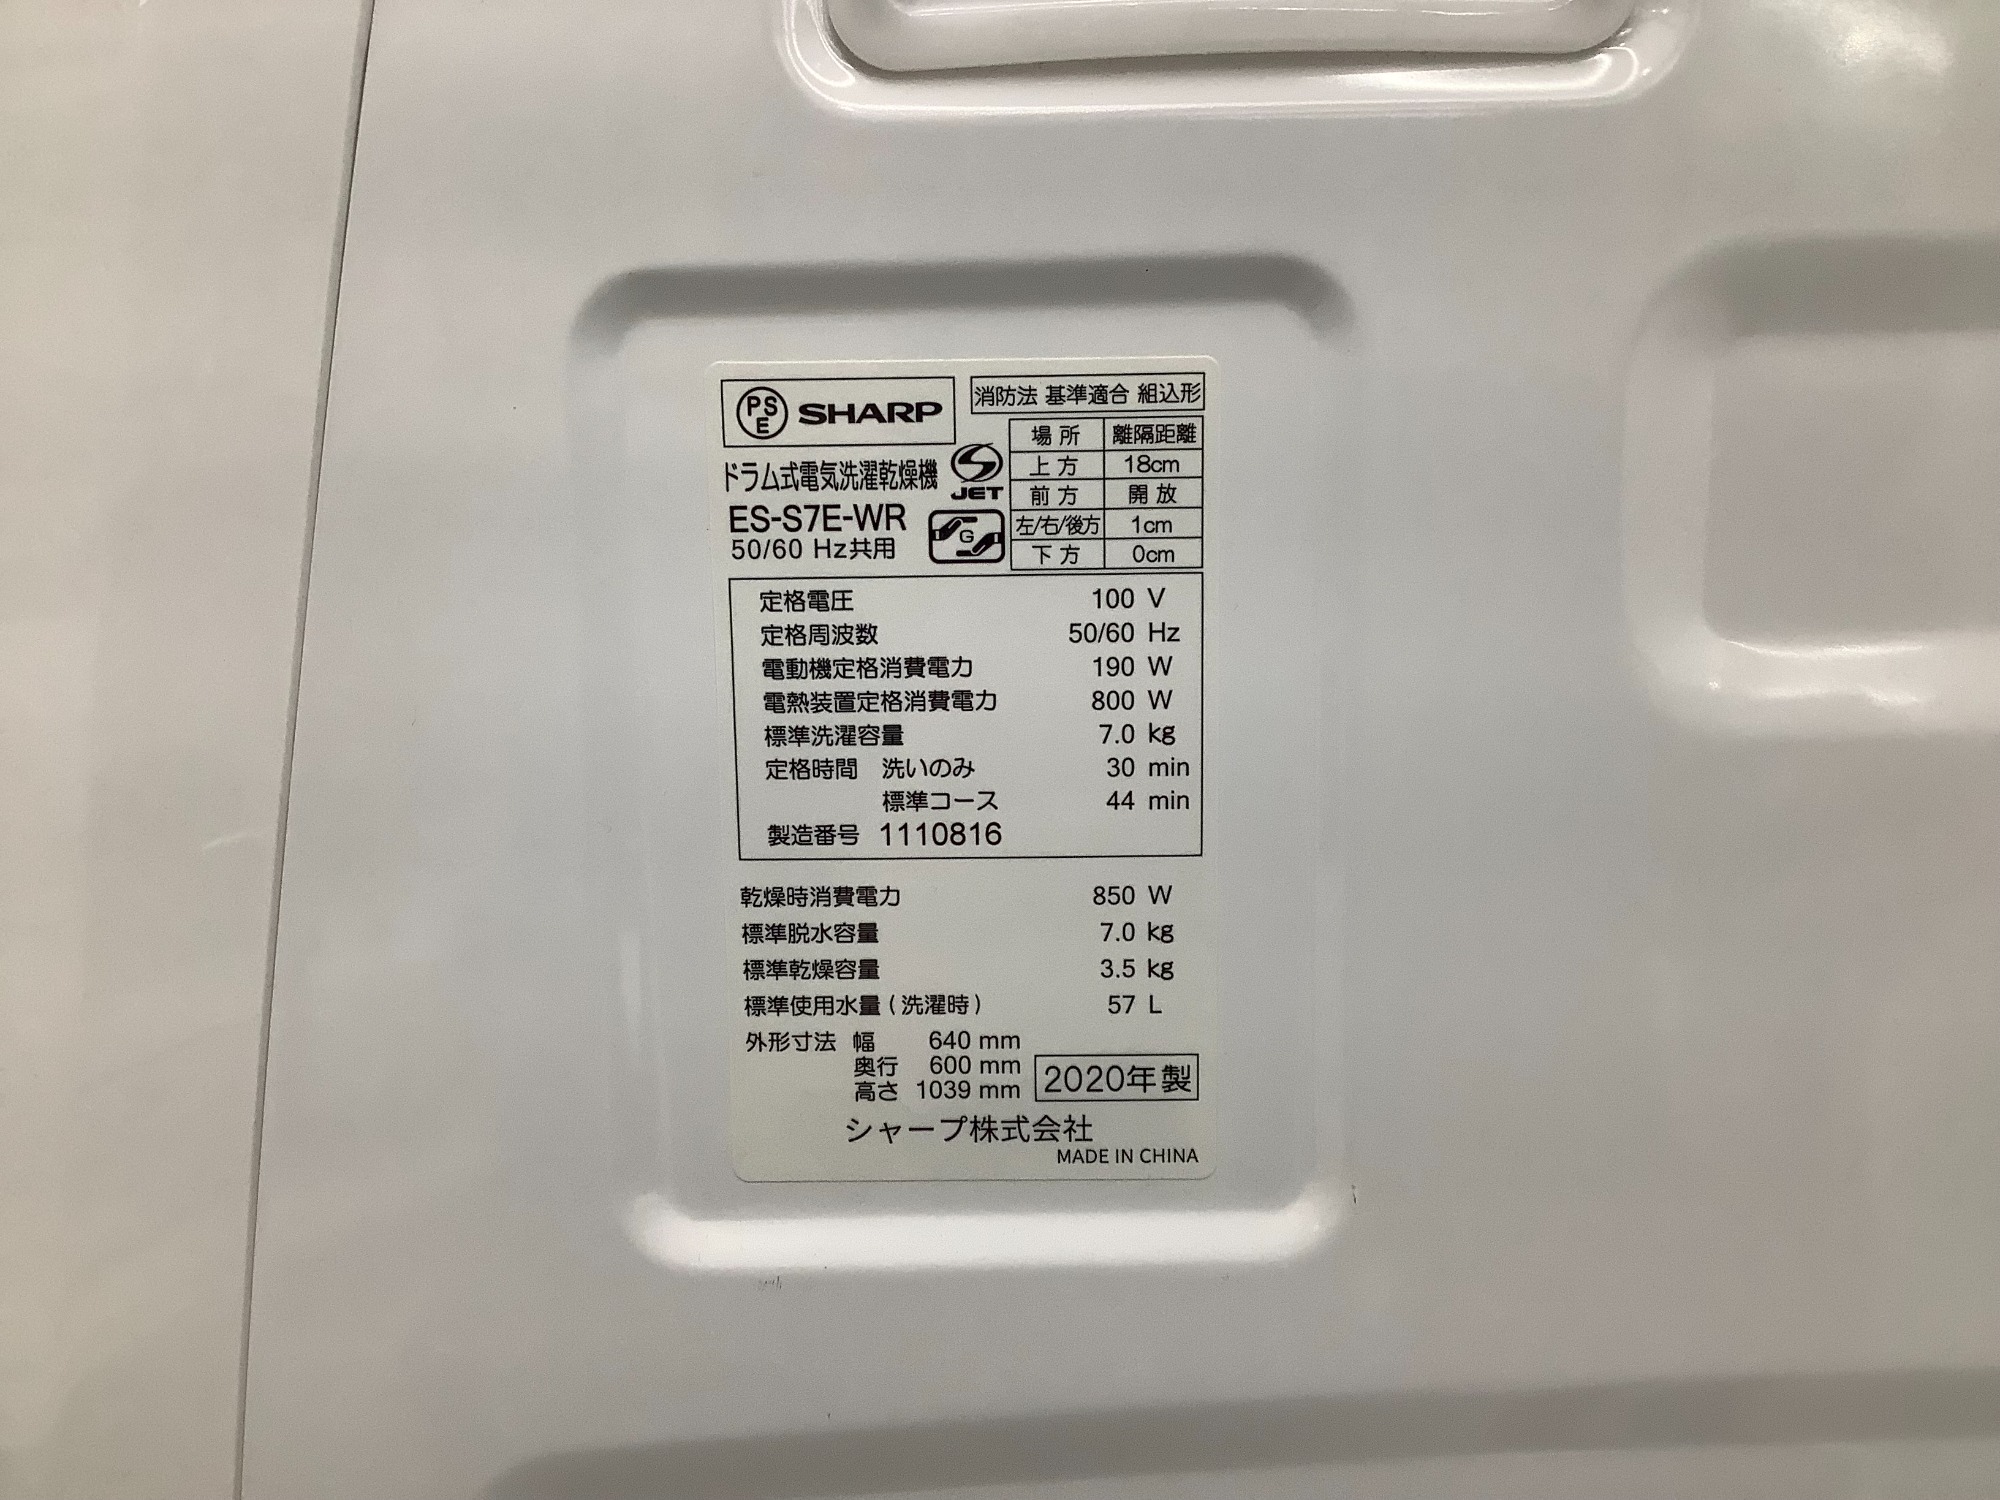 PSE SHARP
消防法 基準適合 組込形
ドラム式電気洗濯乾燥機
ES-S7E-WR
50/60 Hz共用
JET
G
場所 離隔距離
上方 18cm
前方 開放
左/右/後方 1cm
下方 0cm
定格電圧 100 V
定格周波数 50/60 Hz
電動機定格消費電力 190 W
電熱装置定格消費電力 800 W
標準洗濯容量 7.0 kg
定格時間 洗いのみ 30 min
標準コース 44 min
製造番号 1110816
乾燥時消費電力 850 W
標準脱水容量 7.0 kg
標準乾燥容量 3.5 kg
標準使用水量(洗濯時) 57 L
外形寸法 幅 640 mm
奥行 600 mm
高さ 1039 mm
2020年製
シャープ株式会社
MADE IN CHINA